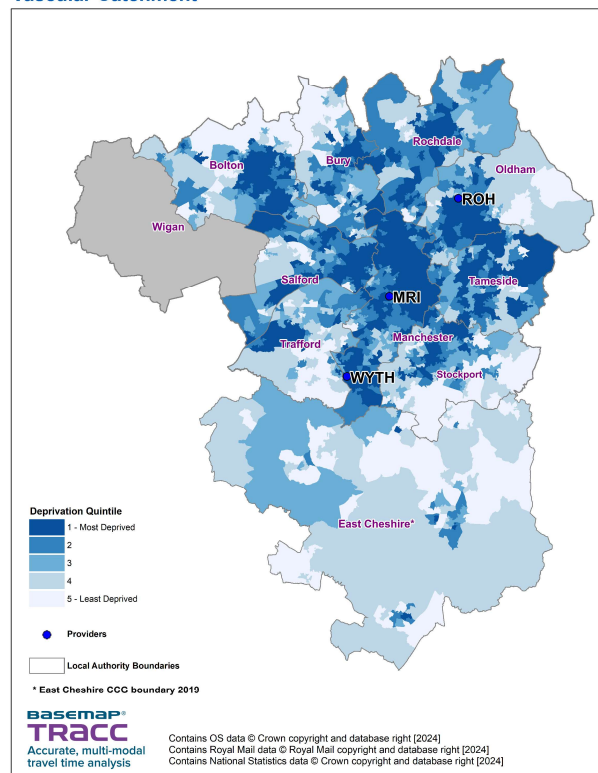 Vascular Catchment
Rochdale
Bury
Bolton
Oldham
ROH
Wigan
Salford
Tameside
MRI
Manchester
Trafford
Stockport
WYTH
East Cheshire*
Deprivation Quintile
1 - Most Deprived
2
3
4
5 - Least Deprived
Providers
Local Authority Boundaries
* East Cheshire CCC boundary 2019
BASEMAP®
TRACC
Accurate, multi-modal
travel time analysis
Contains OS data © Crown copyright and database right [2024]
Contains Royal Mail data © Royal Mail copyright and database right [2024]
Contains National Statistics data © Crown copyright and database right [2024]